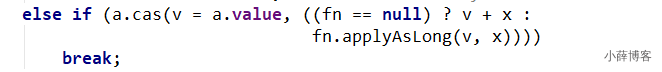 else if (a.cas(v = a.value, ((fn == null) ? v + x :
fn.applyAsLong(v, x))))
break;
小薛博客